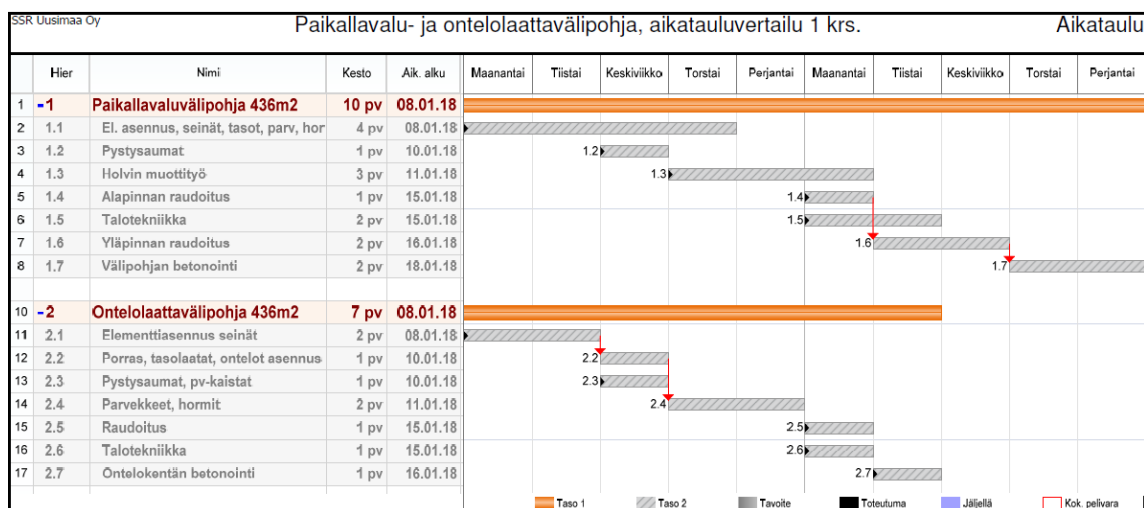 SSR Uusimaa Oy Paikallavalu- ja ontelolaattavälipohja, aikatauluvertailu 1 krs. Aikataulu
Hier Nimi Kesto Aik. alku Maanantai Tiistai Keskiviikko Torstai Perjantai Maanantai Tiistai Keskiviikko Torstai Perjantai
1 -1 Paikallavaluvälipohja 436m2 10 pv 08.01.18
2 1.1 El. asennus, seinät, tasot, parv, hor 4 pv 08.01.18
3 1.2 Pystysaumat 1 pv 10.01.18 1.2
4 1.3 Holvin muottityö 3 pv 11.01.18 1.3
5 1.4 Alapinnan raudoitus 1 pv 15.01.18 1.4
6 1.5 Talotekniikka 2 pv 15.01.18 1.5
7 1.6 Yläpinnan raudoitus 2 pv 16.01.18 1.6
8 1.7 Välipohjan betonointi 2 pv 18.01.18 1.7
10 -2 Ontelolaattavälipohja 436m2 7 pv 08.01.18
11 2.1 Elementtiasennus seinät 2 pv 08.01.18
12 2.2 Porras, tasolaatat, ontelot asennus 1 pv 10.01.18 2.2
13 2.3 Pystysaumat, pv-kaistat 1 pv 10.01.18 2.3
14 2.4 Parvekkeet, hormit 2 pv 11.01.18 2.4
15 2.5 Raudoitus 1 pv 15.01.18 2.5
16 2.6 Talotekniikka 1 pv 15.01.18 2.6
17 2.7 Ontelokentän betonointi 1 pv 16.01.18 2.7
Taso 1 Taso 2 Tavoite Toteutuma Jäljellä Kok. pelivara